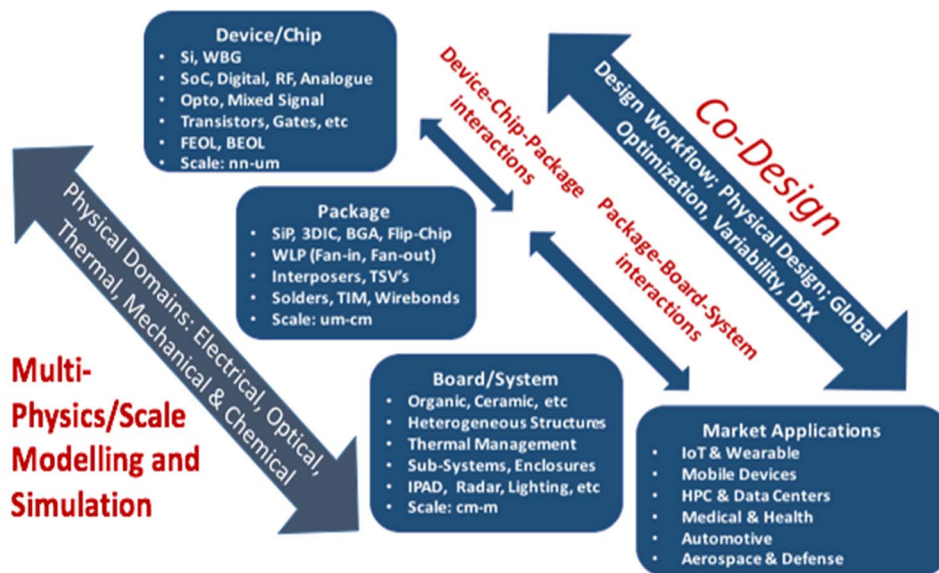 Device/Chip
• Si, WBG
• SoC, Digital, RF, Analogue
• Opto, Mixed Signal
• Transistors, Gates, etc
• FEOL, BEOL
• Scale: nn-um
Device-Chip-Package
interactions
Co-Design
Design Workflow; Physical Design; Global
Optimization, Variability, DfX
Package
• SiP, 3DIC, BGA, Flip-Chip
• WLP (Fan-in, Fan-out)
• Interposers, TSV's
• Solders, TIM, Wirebonds
• Scale: um-cm
Package-Board-System
interactions
Physical Domains: Electrical, Optical,
Thermal, Mechanical & Chemical
Multi-
Physics/Scale
Modelling and
Simulation
Board/System
• Organic, Ceramic, etc
• Heterogeneous Structures
• Thermal Management
• Sub-Systems, Enclosures
• IPAD, Radar, Lighting, etc
• Scale: cm-m
Market Applications
• IoT & Wearable
• Mobile Devices
• HPC & Data Centers
• Medical & Health
• Automotive
• Aerospace & Defense